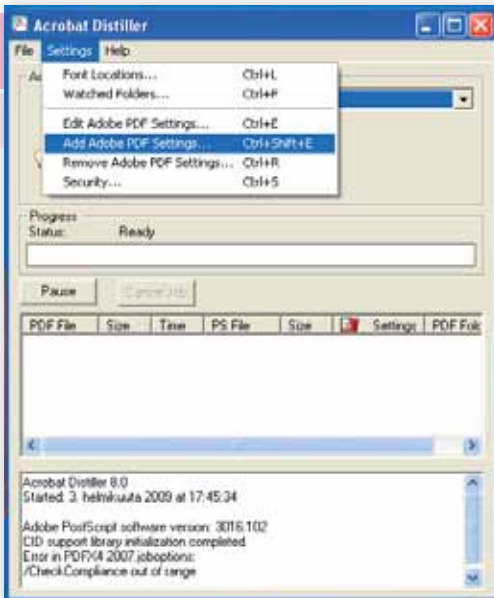 Acrobat Distiller
File Settings Help
Font Locations... Ctrl+L
Watched Folders... Ctrl+F
Edit Adobe PDF Settings... Ctrl+E
Add Adobe PDF Settings... Ctrl+Shift+E
Remove Adobe PDF Settings... Ctrl+R
Security... Ctrl+S
Progress
Status: Ready
Pause Cancel Job
PDF File Size Time PS File Size Settings PDF Fold
Acrobat Distiller 8.0
Started: 3. helmikuuta 2009 at 17:45:34
Adobe PostScript software version: 3016.102
CID support library initialization completed.
Error in PDFX4 2007.joboptions:
/CheckCompliance out of range